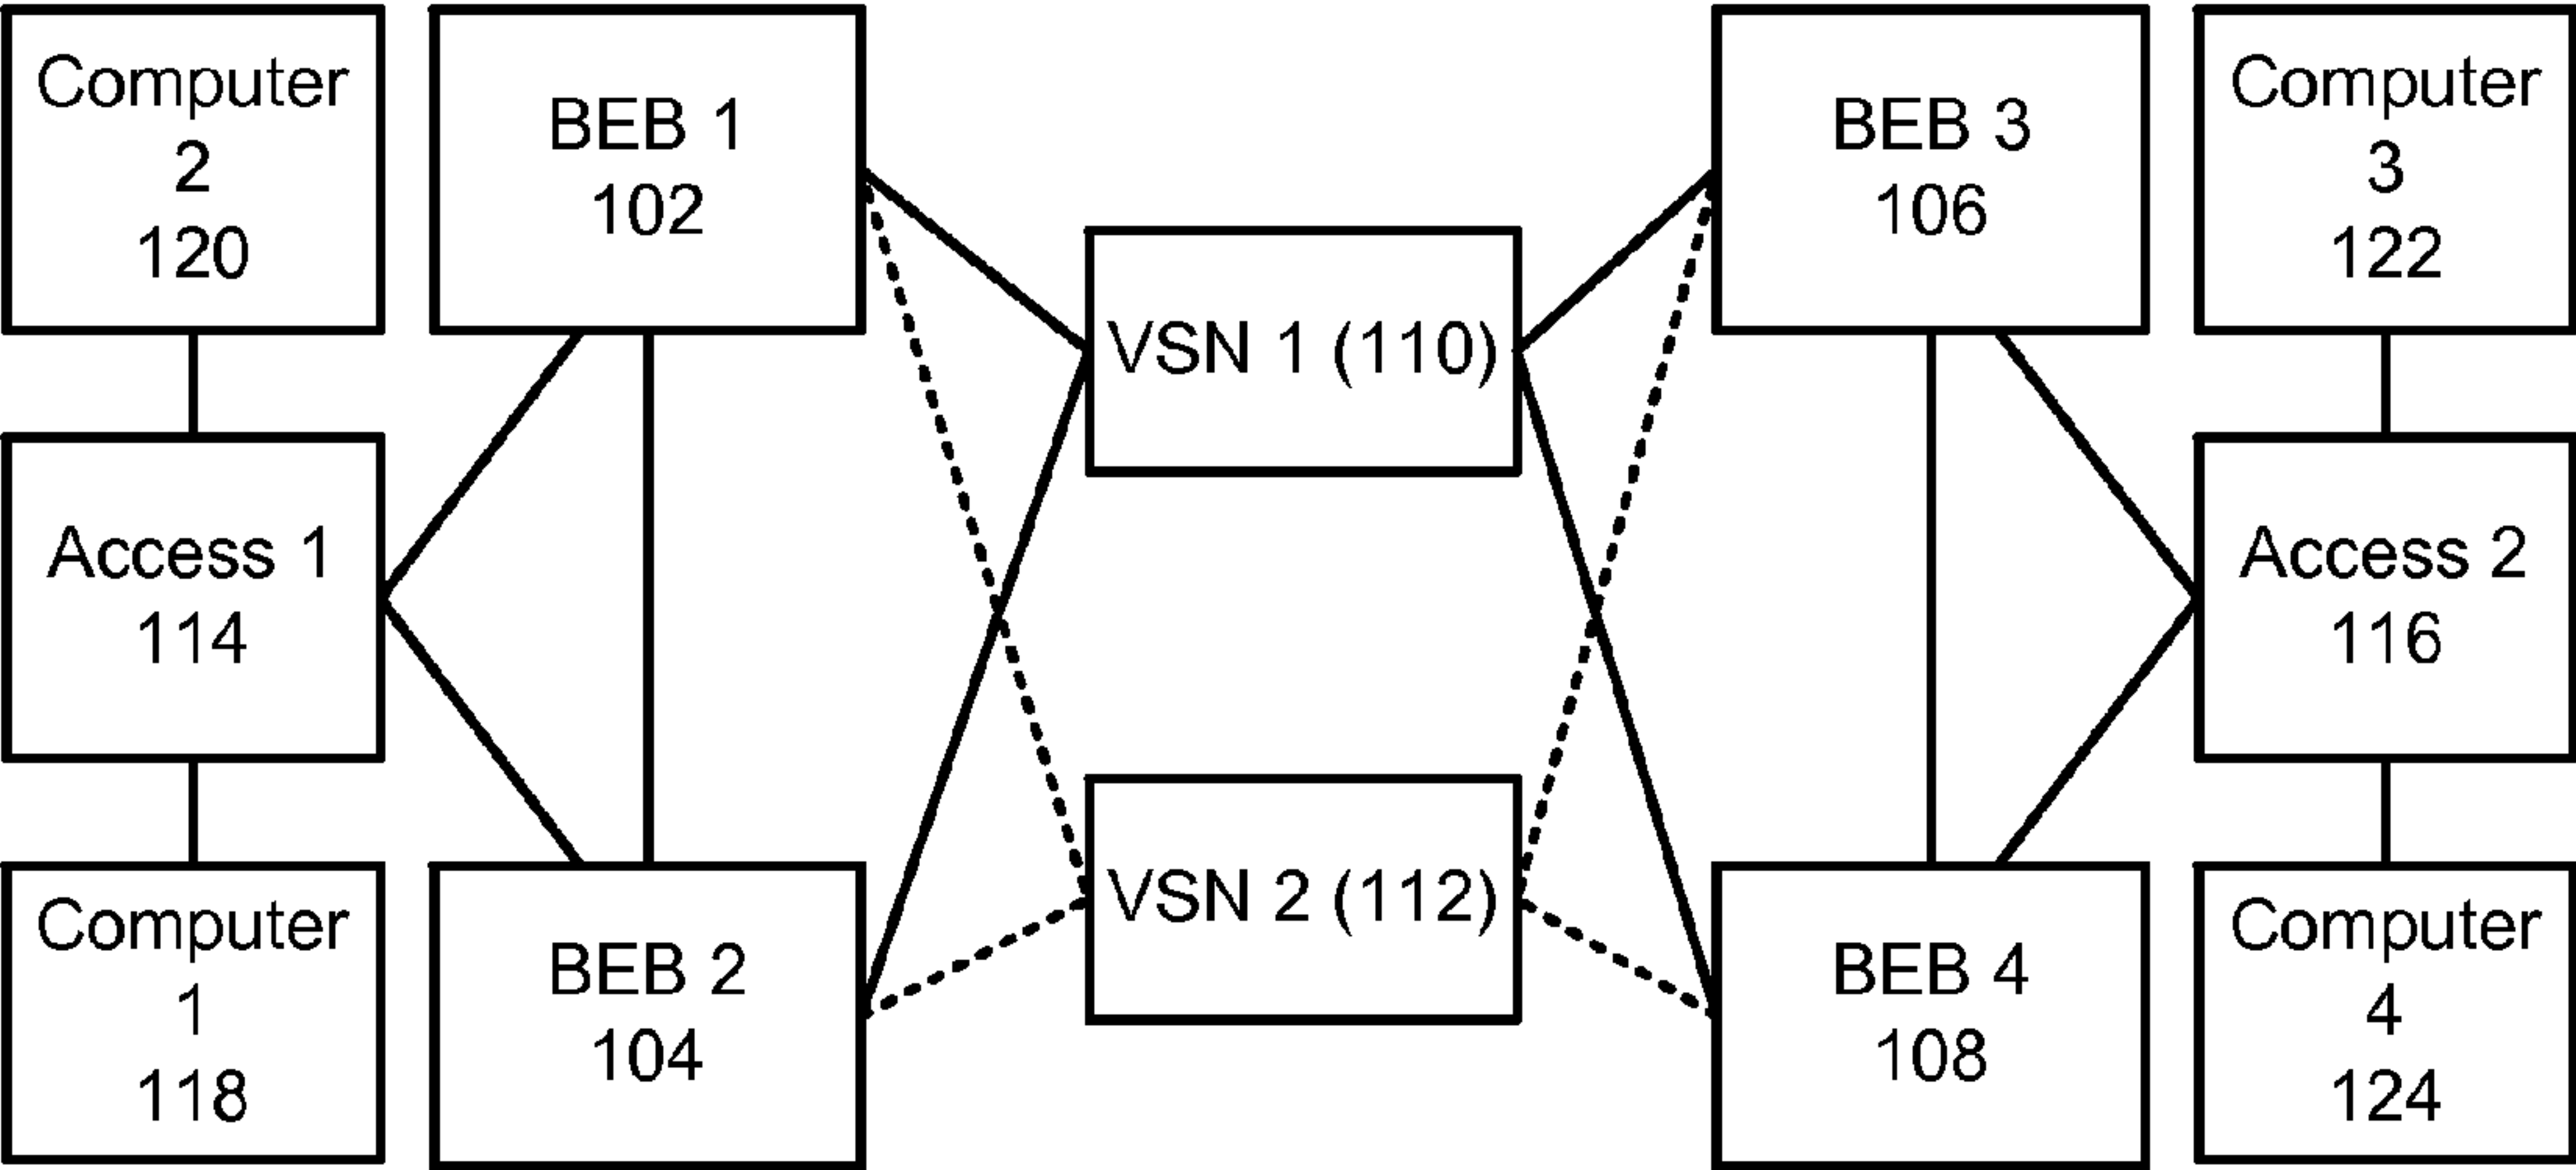 Computer
2
120
BEB 1
102
BEB 3
106
Computer
3
122
VSN 1 (110)
Access 1
114
Access 2
116
VSN 2 (112)
Computer
1
118
BEB 2
104
BEB 4
108
Computer
4
124